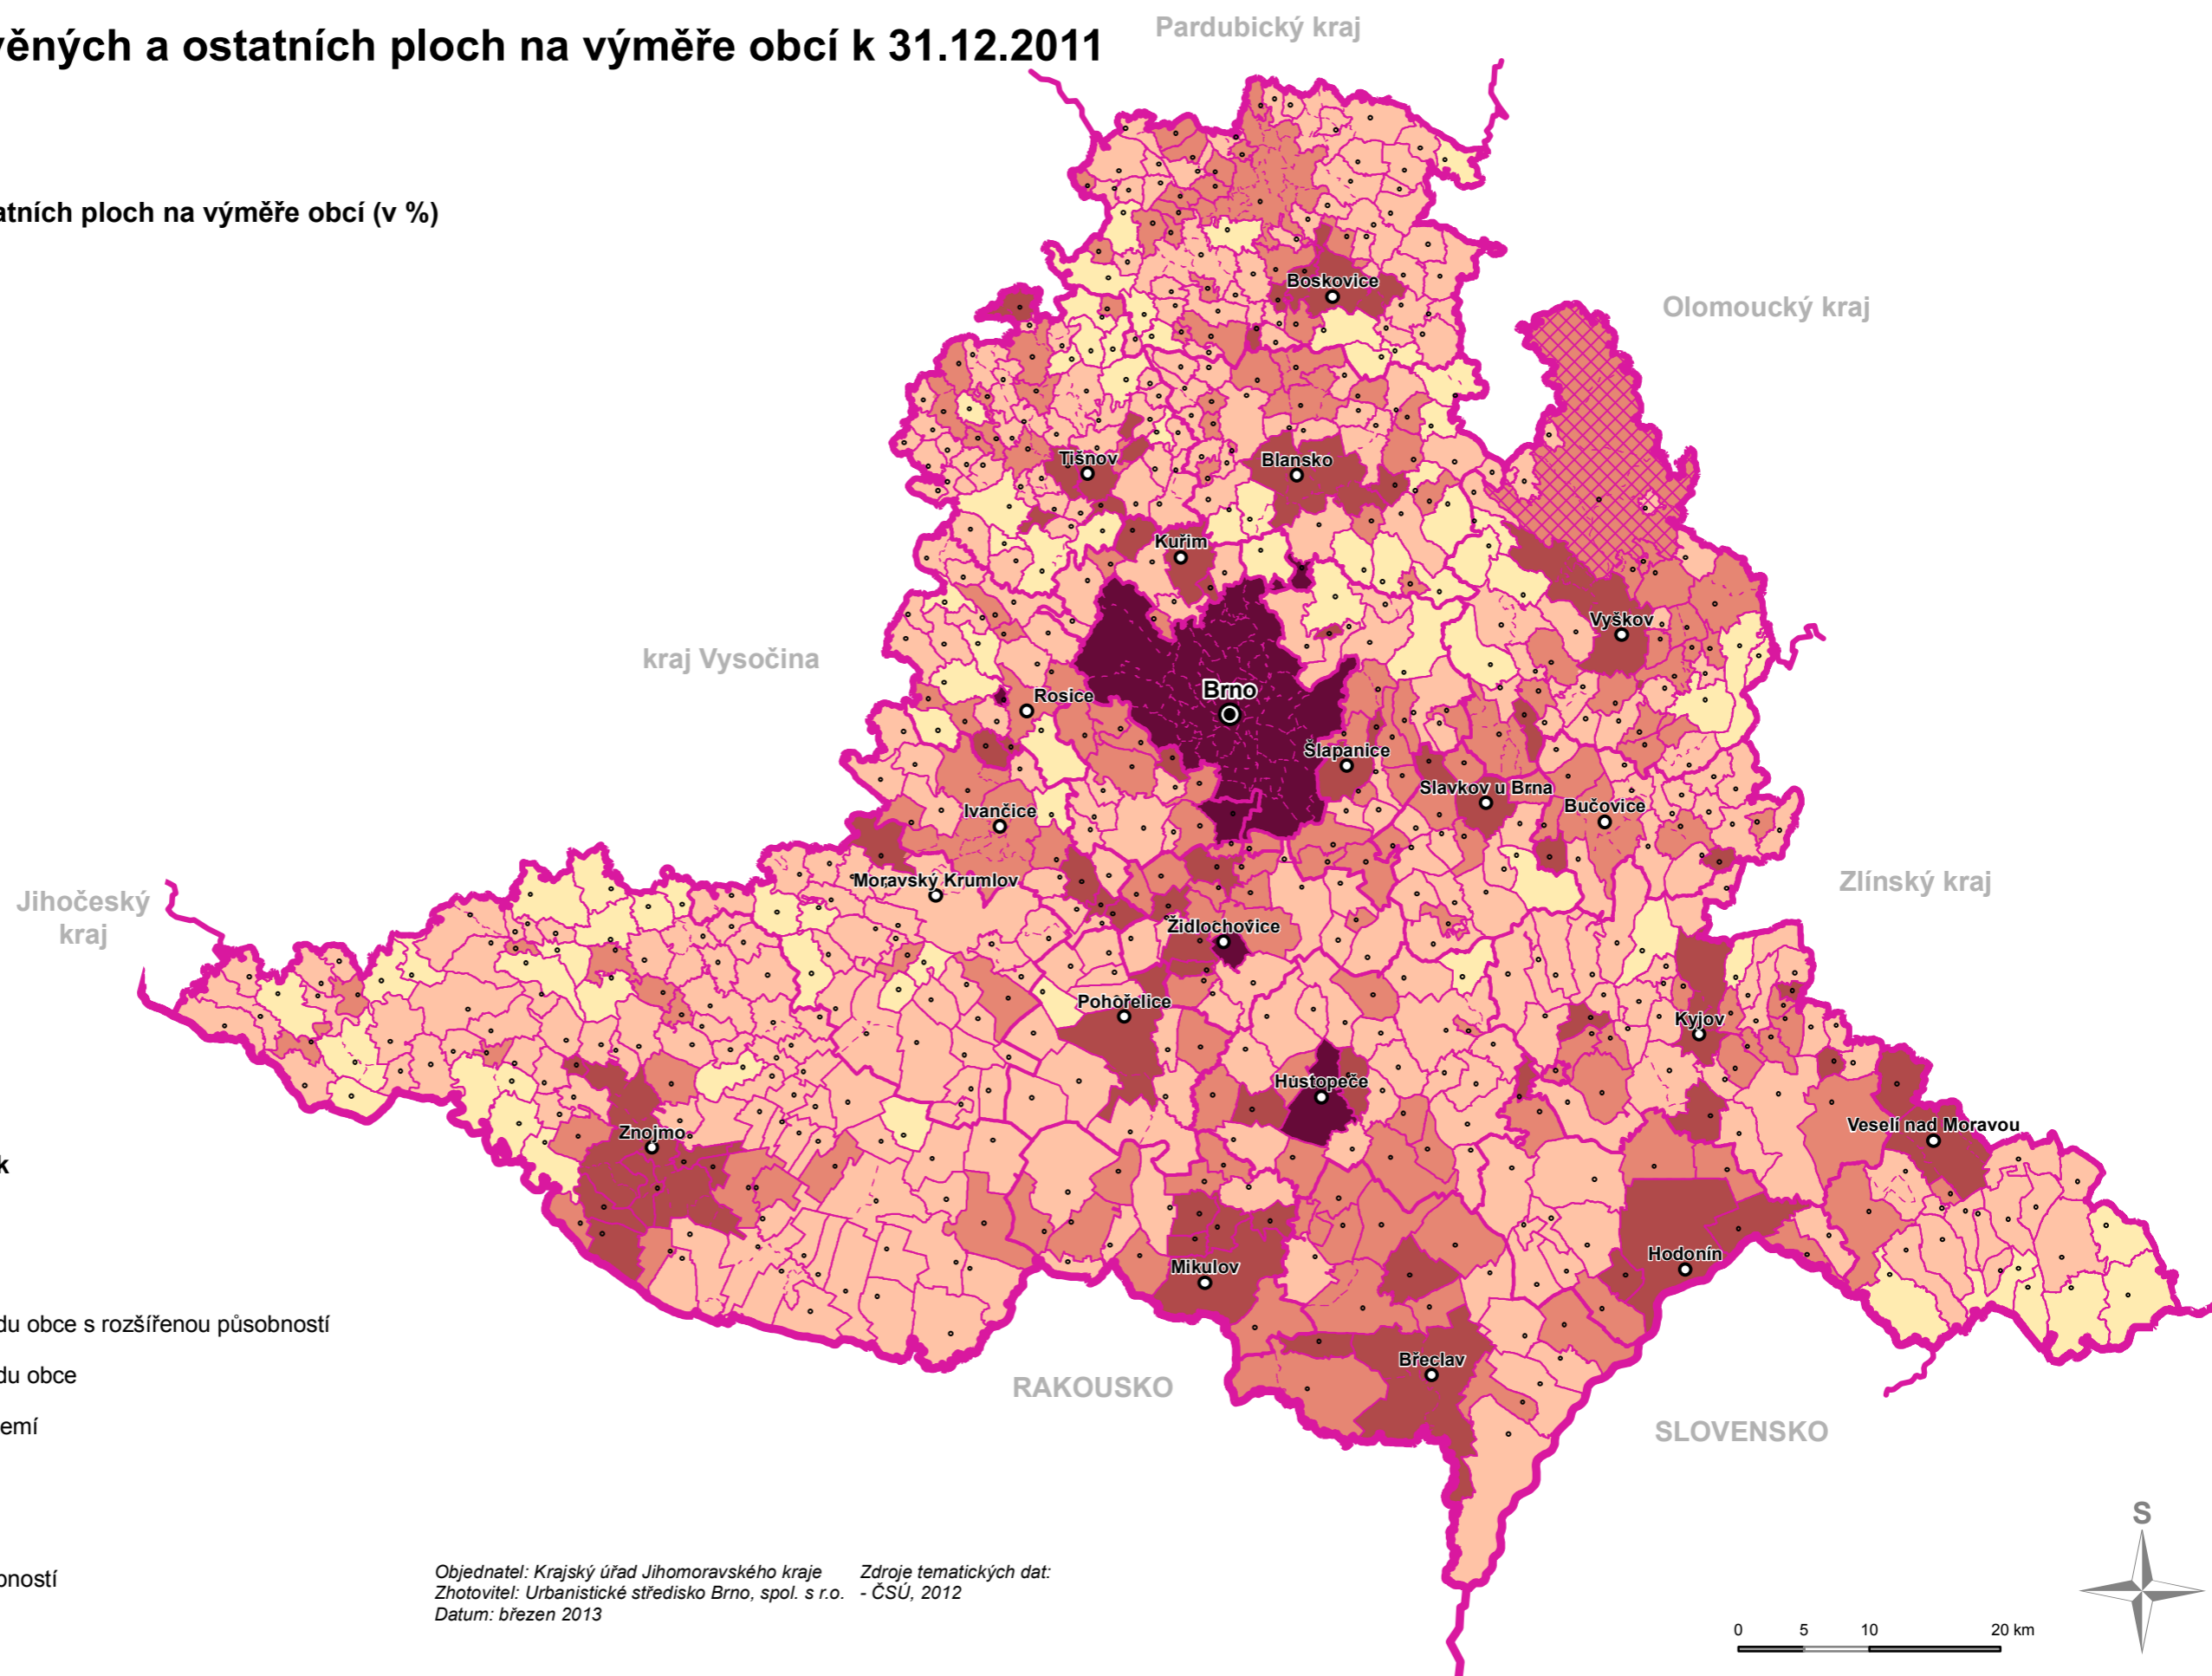 věných a ostatních ploch na výměře obcí k 31.12.2011
Pardubický kraj
atních ploch na výměře obcí (v %)
Boskovice
Olomoucký kraj
Tišnov
Blansko
Kuřim
Vyškov
kraj Vysočina
Rosice
Brno
Šlapanice
Slavkov u Brna
Bučovice
Ivančice
Moravský Krumlov
Zlínský kraj
Jihočeský
kraj
Židlochovice
Pohořelice
Kyjov
Hustopeče
Znojmo
Veselí nad Moravou
k
Mikulov
Hodonín
du obce s rozšířenou působností
Břeclav
du obce
RAKOUSKO
emí
SLOVENSKO
S
bností
Objednatel: Krajský úřad Jihomoravského kraje
Zhotovitel: Urbanistické středisko Brno, spol. s r.o.
Datum: březen 2013
Zdroje tematických dat:
- ČSÚ, 2012
0 5 10 20 km